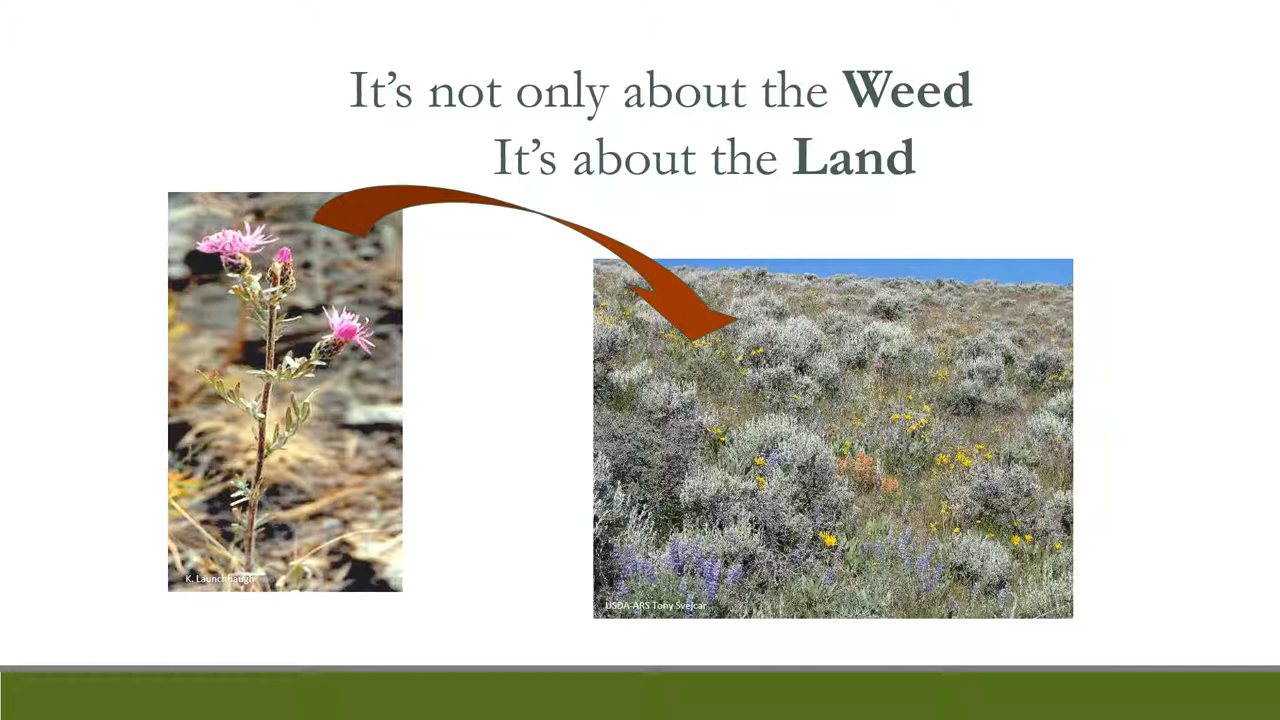 It's not only about the Weed
It's about the Land
K. Launchbaugh
USDA-ARS Tony Svejcar